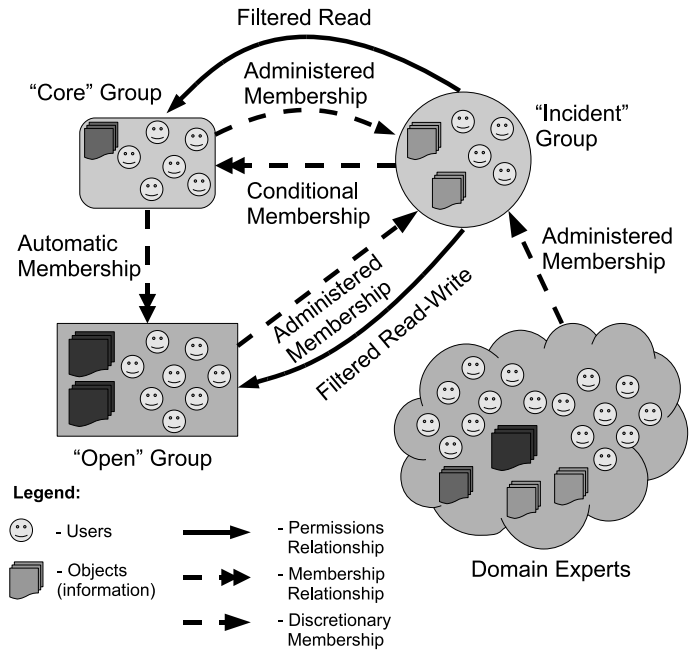 Filtered Read
“Core” Group
Administered
Membership
“Incident”
Group
Conditional
Membership
Automatic
Membership
Administered
Membership
Administered
Membership
Filtered Read-Write
“Open” Group
Domain Experts
Legend:
- Users
- Objects
(information)
- Permissions
Relationship
- Membership
Relationship
- Discretionary
Membership